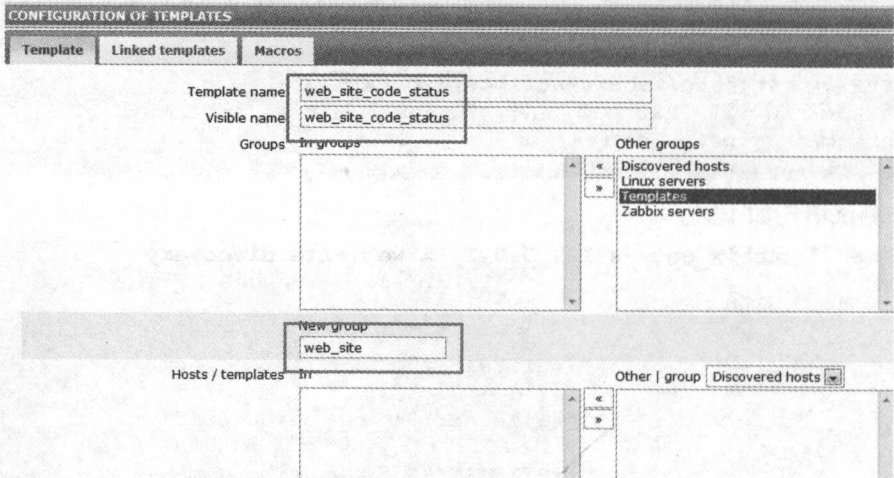 CONFIGURATION OF TEMPLATES
Template Linked templates Macros
Template name web_site_code_status
Visible name web_site_code_status
Groups In groups Other groups
Discovered hosts
Linux servers
Templates
Zabbix servers
New group
web_site
Hosts / templates In Other | group Discovered hosts